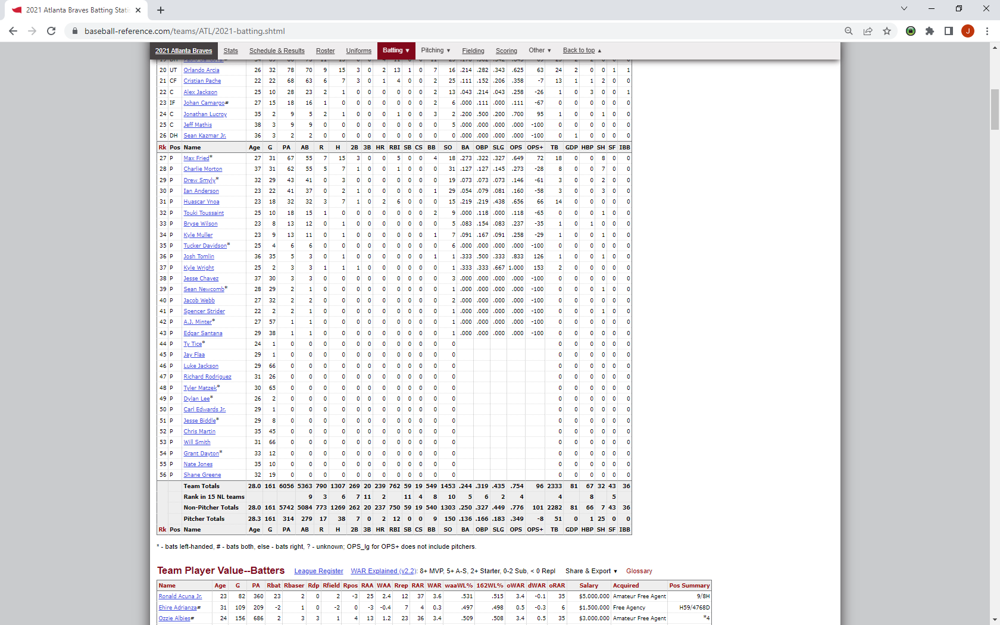 2021 Atlanta Braves Batting Stati
baseball-reference.com/teams/ATL/2021-batting.shtml
J
2021 Atlanta Braves Stats Schedule & Results Roster Uniforms Batting ▼ Pitching ▼ Fielding Scoring Other ▼ Back to top ▲
20 UT Orlando Arcia 26 32 78 70 9 15 3 0 2 13 1 0 7 16 .214 .282 .343 .625 63 24 2 0 0 1 1
21 CF Cristian Pache 22 22 68 63 6 7 3 0 1 4 0 0 2 25 .111 .152 .206 .358 -7 13 1 1 2 0 0
22 C Alex Jackson 25 10 28 23 2 1 0 0 0 0 0 0 2 13 .043 .214 .043 .258 -26 1 0 3 0 0 1
23 IF Johan Camargo# 27 15 18 16 1 0 0 0 0 0 0 0 2 6 .000 .111 .000 .111 -67 0 0 0 0 0 0
24 C Jonathan Lucroy 35 2 9 5 2 1 0 0 0 1 0 0 3 2 .200 .500 .200 .700 95 1 0 0 1 0 0
25 C Jeff Mathis 38 3 9 9 0 0 0 0 0 0 0 0 0 5 .000 .000 .000 .000 -100 0 0 0 0 0 0
26 DH Sean Kazmar Jr. 36 3 2 2 0 0 0 0 0 0 0 0 0 0 .000 .000 .000 .000 -100 0 1 0 0 0 0
Rk Pos Name Age G PA AB R H 2B 3B HR RBI SB CS BB SO BA OBP SLG OPS OPS+ TB GDP HBP SH SF IBB
27 P Max Fried* 27 31 67 55 7 15 3 0 0 5 0 0 4 18 .273 .322 .327 .649 72 18 0 0 8 0 0
28 P Charlie Morton 37 31 62 55 5 7 1 0 0 1 0 0 0 31 .127 .127 .145 .273 -28 8 0 0 7 0 0
29 P Drew Smyly* 32 29 43 41 0 3 0 0 0 0 0 0 0 19 .073 .073 .073 .146 -61 3 0 0 2 0 0
30 P Ian Anderson 23 22 41 37 0 2 1 0 0 0 0 0 1 29 .054 .079 .081 .160 -58 3 0 0 3 0 0
31 P Huascar Ynoa 23 18 32 32 3 7 1 0 2 6 0 0 0 15 .219 .219 .438 .656 66 14 0 0 0 0 0
32 P Touki Toussaint 25 10 18 15 1 0 0 0 0 0 0 0 2 9 .000 .118 .000 .118 -65 0 0 0 1 0 0
33 P Bryse Wilson 23 8 13 12 0 1 0 0 0 0 0 0 0 5 .083 .154 .083 .237 -35 1 0 1 0 0 0
34 P Kyle Muller 23 9 13 11 0 1 0 0 0 0 0 0 1 7 .091 .167 .091 .258 -29 1 0 0 1 0 0
35 P Tucker Davidson* 25 4 6 6 0 0 0 0 0 0 0 0 0 6 .000 .000 .000 .000 -100 0 0 0 0 0 0
36 P Josh Tomlin 36 35 5 3 0 1 0 0 0 0 0 0 1 1 .333 .500 .333 .833 126 1 0 0 1 0 0
37 P Kyle Wright 25 2 3 3 1 1 1 0 0 0 0 0 0 1 .333 .333 .667 1.000 153 2 0 0 0 0 0
38 P Jesse Chavez 37 30 3 3 0 0 0 0 0 0 0 0 0 3 .000 .000 .000 .000 -100 0 0 0 0 0 0
39 P Sean Newcomb* 28 29 2 1 0 0 0 0 0 0 0 0 0 1 .000 .000 .000 .000 -100 0 0 0 1 0 0
40 P Jacob Webb 27 32 2 2 0 0 0 0 0 0 0 0 0 2 .000 .000 .000 .000 -100 0 0 0 0 0 0
41 P Spencer Strider 22 2 2 1 0 0 0 0 0 0 0 0 0 1 .000 .000 .000 .000 -100 0 0 0 1 0 0
42 P A.J. Minter* 27 57 1 1 0 0 0 0 0 0 0 0 0 1 .000 .000 .000 .000 -100 0 0 0 0 0 0
43 P Edgar Santana 29 38 1 1 0 0 0 0 0 0 0 0 0 1 .000 .000 .000 .000 -100 0 0 0 0 0 0
44 P Ty Tice* 24 1 0 0 0 0 0 0 0 0 0 0 0 0 0 0 0 0 0 0
45 P Jay Flaa 29 1 0 0 0 0 0 0 0 0 0 0 0 0 0 0 0 0 0 0
46 P Luke Jackson 29 66 0 0 0 0 0 0 0 0 0 0 0 0 0 0 0 0 0 0
47 P Richard Rodriguez 31 26 0 0 0 0 0 0 0 0 0 0 0 0 0 0 0 0 0 0
48 P Tyler Matzek* 30 65 0 0 0 0 0 0 0 0 0 0 0 0 0 0 0 0 0 0
49 P Dylan Lee* 26 2 0 0 0 0 0 0 0 0 0 0 0 0 0 0 0 0 0 0
50 P Carl Edwards Jr. 29 1 0 0 0 0 0 0 0 0 0 0 0 0 0 0 0 0 0 0
51 P Jesse Biddle* 29 8 0 0 0 0 0 0 0 0 0 0 0 0 0 0 0 0 0 0
52 P Chris Martin 35 45 0 0 0 0 0 0 0 0 0 0 0 0 0 0 0 0 0 0
53 P Will Smith 31 66 0 0 0 0 0 0 0 0 0 0 0 0 0 0 0 0 0 0
54 P Grant Dayton* 33 12 0 0 0 0 0 0 0 0 0 0 0 0 0 0 0 0 0 0
55 P Nate Jones 35 10 0 0 0 0 0 0 0 0 0 0 0 0 0 0 0 0 0 0
56 P Shane Greene 32 19 0 0 0 0 0 0 0 0 0 0 0 0 0 0 0 0 0 0
Team Totals 28.0 161 6056 5363 790 1307 269 20 239 762 59 19 549 1453 .244 .319 .435 .754 96 2333 81 67 32 43 36
Rank in 15 NL teams 9 3 6 7 11 2 11 4 8 10 5 6 2 4 4 8 5
Non-Pitcher Totals 28.0 161 5742 5084 773 1269 262 20 237 750 59 19 540 1303 .250 .327 .449 .776 101 2282 81 66 7 43 36
Pitcher Totals 28.3 161 314 279 17 38 7 0 2 12 0 0 9 150 .136 .166 .183 .349 -8 51 0 1 25 0 0
Rk Pos Name Age G PA AB R H 2B 3B HR RBI SB CS BB SO BA OBP SLG OPS OPS+ TB GDP HBP SH SF IBB
* - bats left-handed, # - bats both, else - bats right, ? - unknown; OPS_lg for OPS+ does not include pitchers.
Team Player Value--Batters League Register WAR Explained (v2.2): 8+ MVP, 5+ A-S, 2+ Starter, 0-2 Sub, < 0 Repl Share & Export ▼ Glossary
Name Age G PA Rbat Rbaser Rdp Rfield Rpos RAA WAA Rrep RAR WAR waaWL% 162WL% oWAR dWAR oRAR Salary Acquired Pos Summary
Ronald Acuna Jr. 23 82 360 23 2 0 2 -3 25 2.4 12 37 3.6 .531 .515 3.4 -0.1 35 $5,000,000 Amateur Free Agent 9/8H
Ehire Adrianza# 31 109 209 -2 1 0 -2 0 -3 -0.4 7 4 0.3 .497 .498 0.5 -0.3 6 $1,500,000 Free Agency H59/4768D
Ozzie Albies# 24 156 686 2 3 3 1 4 13 1.2 23 36 3.4 .509 .508 3.4 0.5 35 $3,000,000 Amateur Free Agent *4